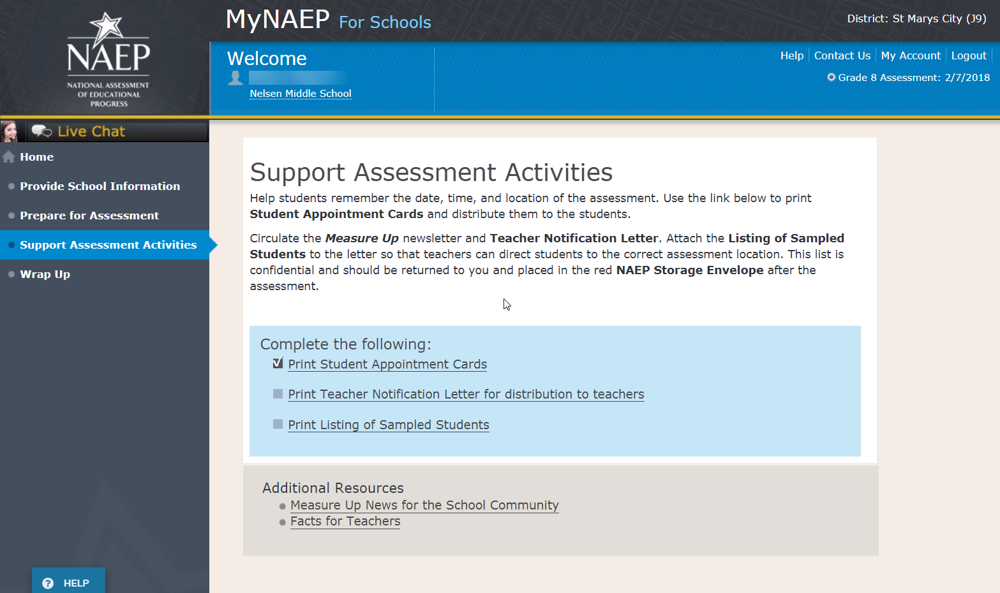 NAEP
NATIONAL ASSESSMENT
OF EDUCATIONAL
PROGRESS
MyNAEP For Schools
District: St Marys City (J9)
Welcome
Nelsen Middle School
Help
Contact Us
My Account
Logout
Grade 8 Assessment: 2/7/2018
Live Chat
Home
Provide School Information
Prepare for Assessment
Support Assessment Activities
Wrap Up
HELP
Support Assessment Activities
Help students remember the date, time, and location of the assessment. Use the link below to print
Student Appointment Cards and distribute them to the students.
Circulate the Measure Up newsletter and Teacher Notification Letter. Attach the Listing of Sampled
Students to the letter so that teachers can direct students to the correct assessment location. This list is
confidential and should be returned to you and placed in the red NAEP Storage Envelope after the
assessment.
Complete the following:
Print Student Appointment Cards
Print Teacher Notification Letter for distribution to teachers
Print Listing of Sampled Students
Additional Resources
Measure Up News for the School Community
Facts for Teachers